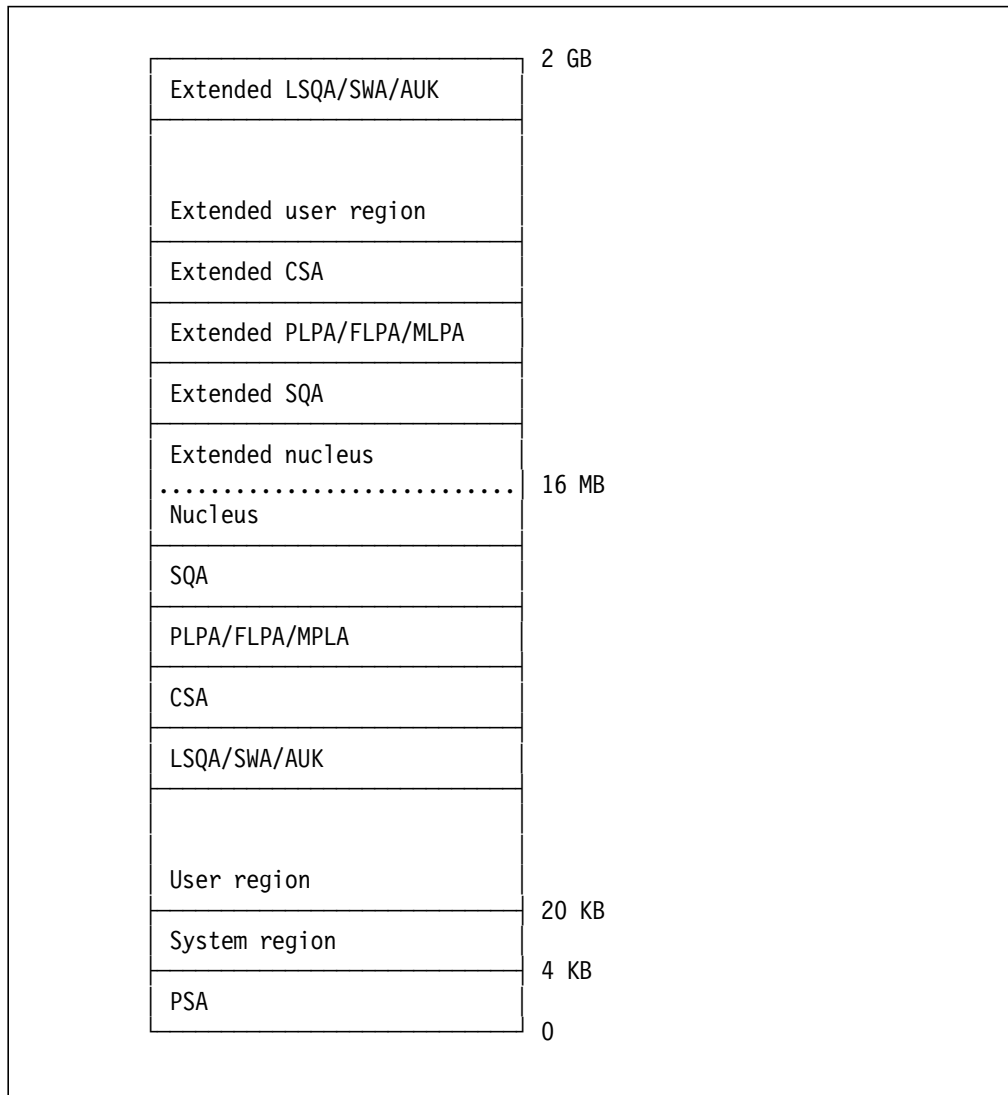 2 GB
Extended LSQA/SWA/AUK
Extended user region
Extended CSA
Extended PLPA/FLPA/MLPA
Extended SQA
Extended nucleus
16 MB
Nucleus
SQA
PLPA/FLPA/MPLA
CSA
LSQA/SWA/AUK
User region
20 KB
System region
4 KB
PSA
0